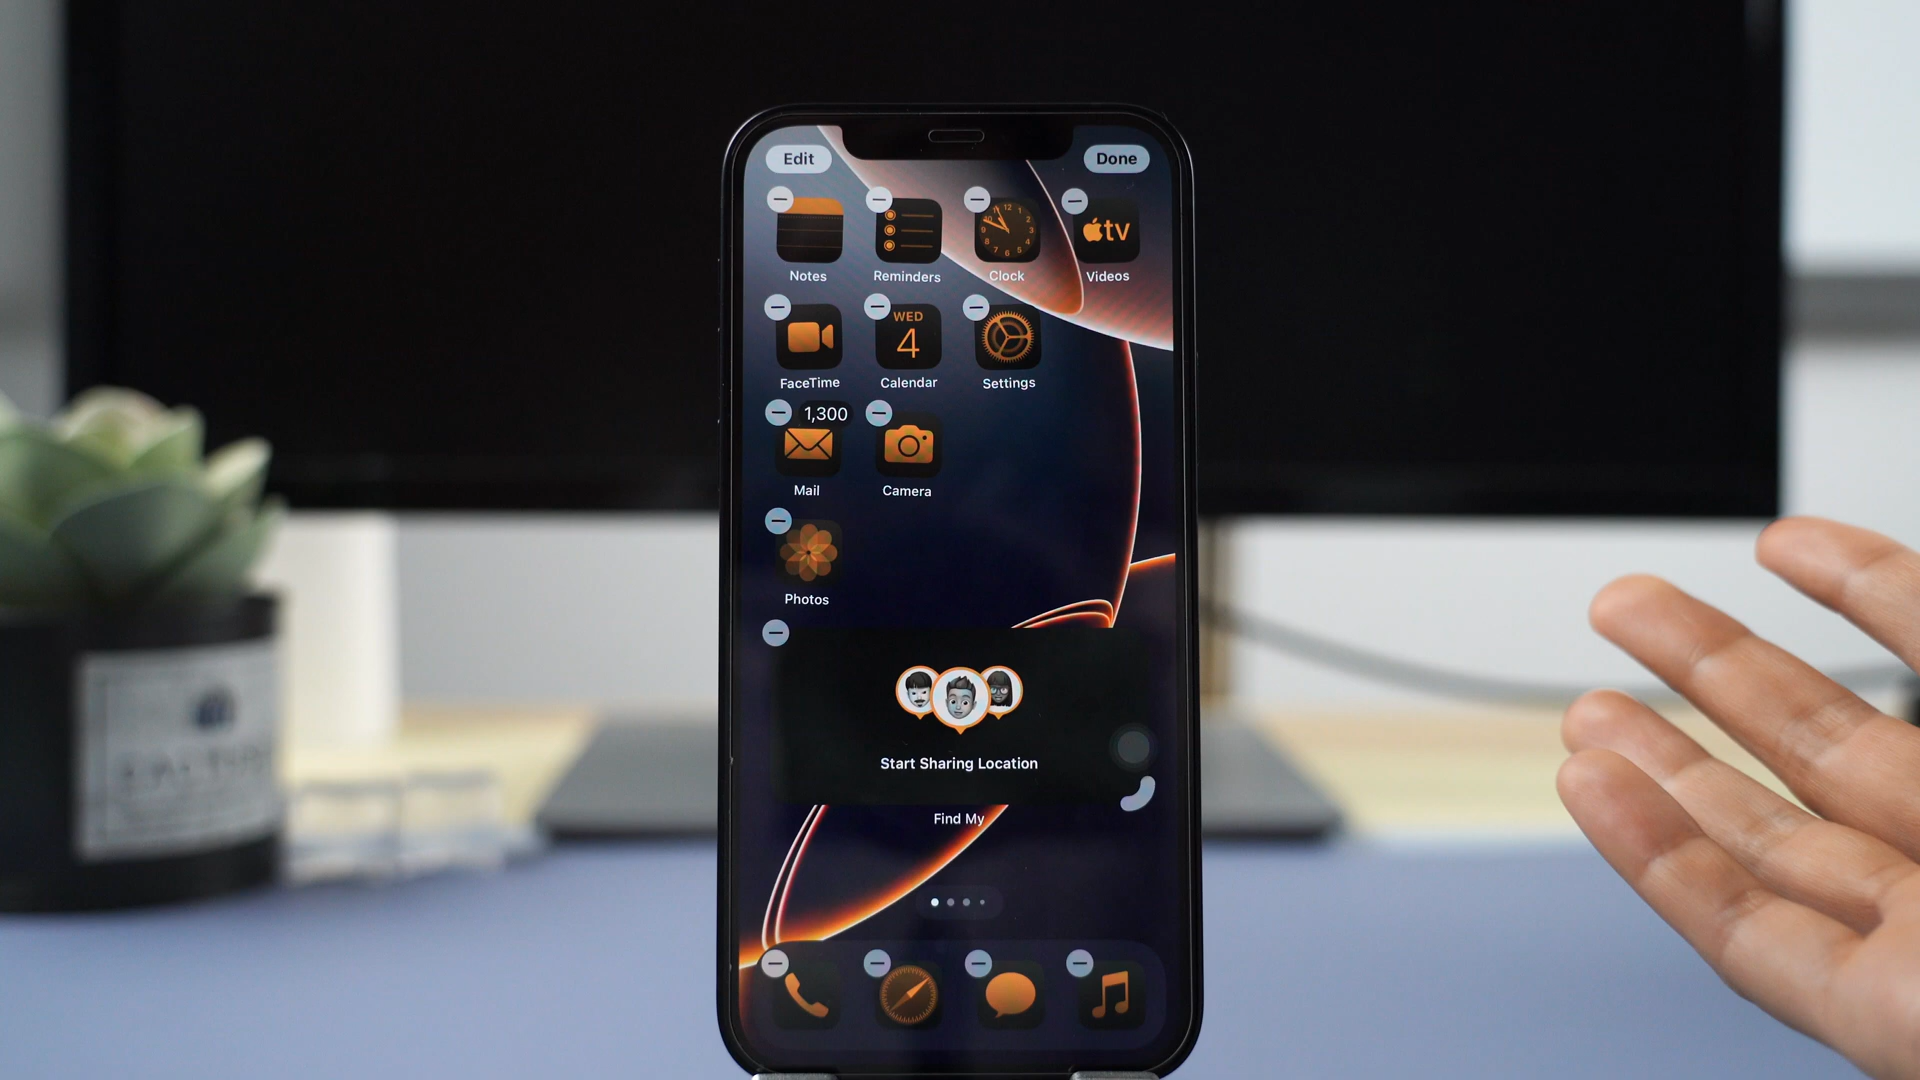 Edit Done
tv
Notes Reminders Clock Videos
WED
4
FaceTime Calendar Settings
1,300
Mail Camera
Photos
Start Sharing Location
Find My